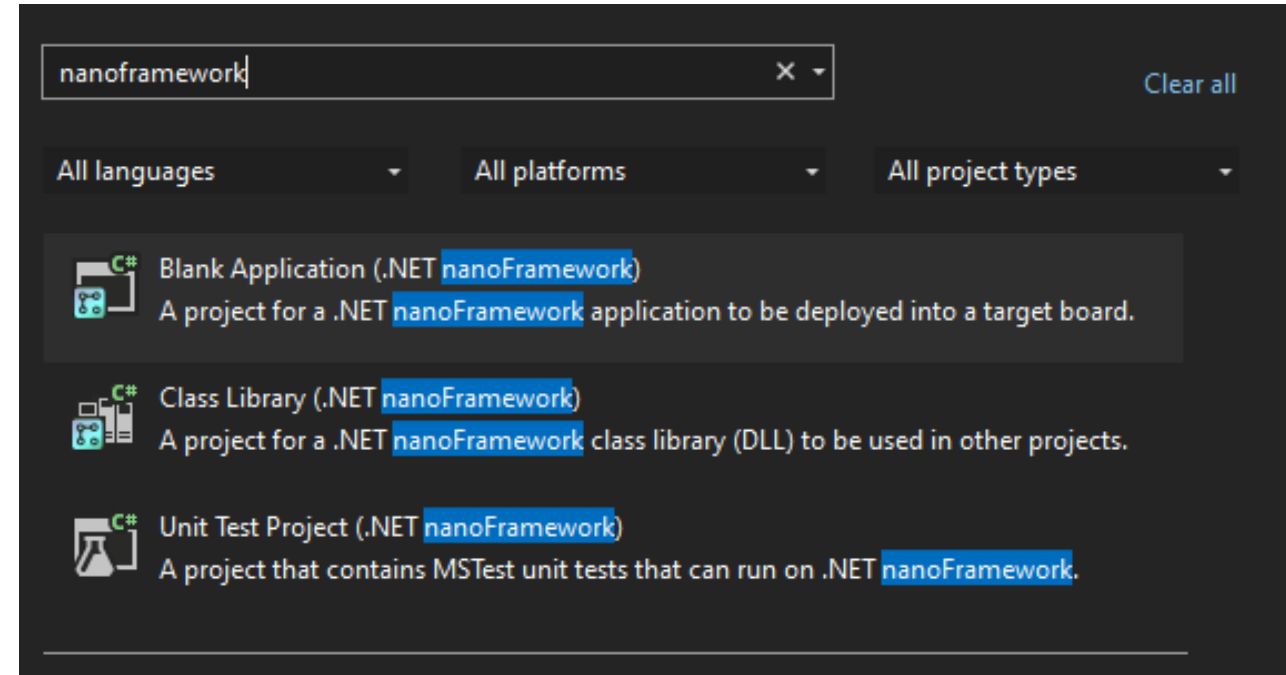 nanoframework
Clear all
All languages
All platforms
All project types
C#
Blank Application (.NET nanoFramework)
A project for a .NET nanoFramework application to be deployed into a target board.
C#
Class Library (.NET nanoFramework)
A project for a .NET nanoFramework class library (DLL) to be used in other projects.
C#
Unit Test Project (.NET nanoFramework)
A project that contains MSTest unit tests that can run on .NET nanoFramework.